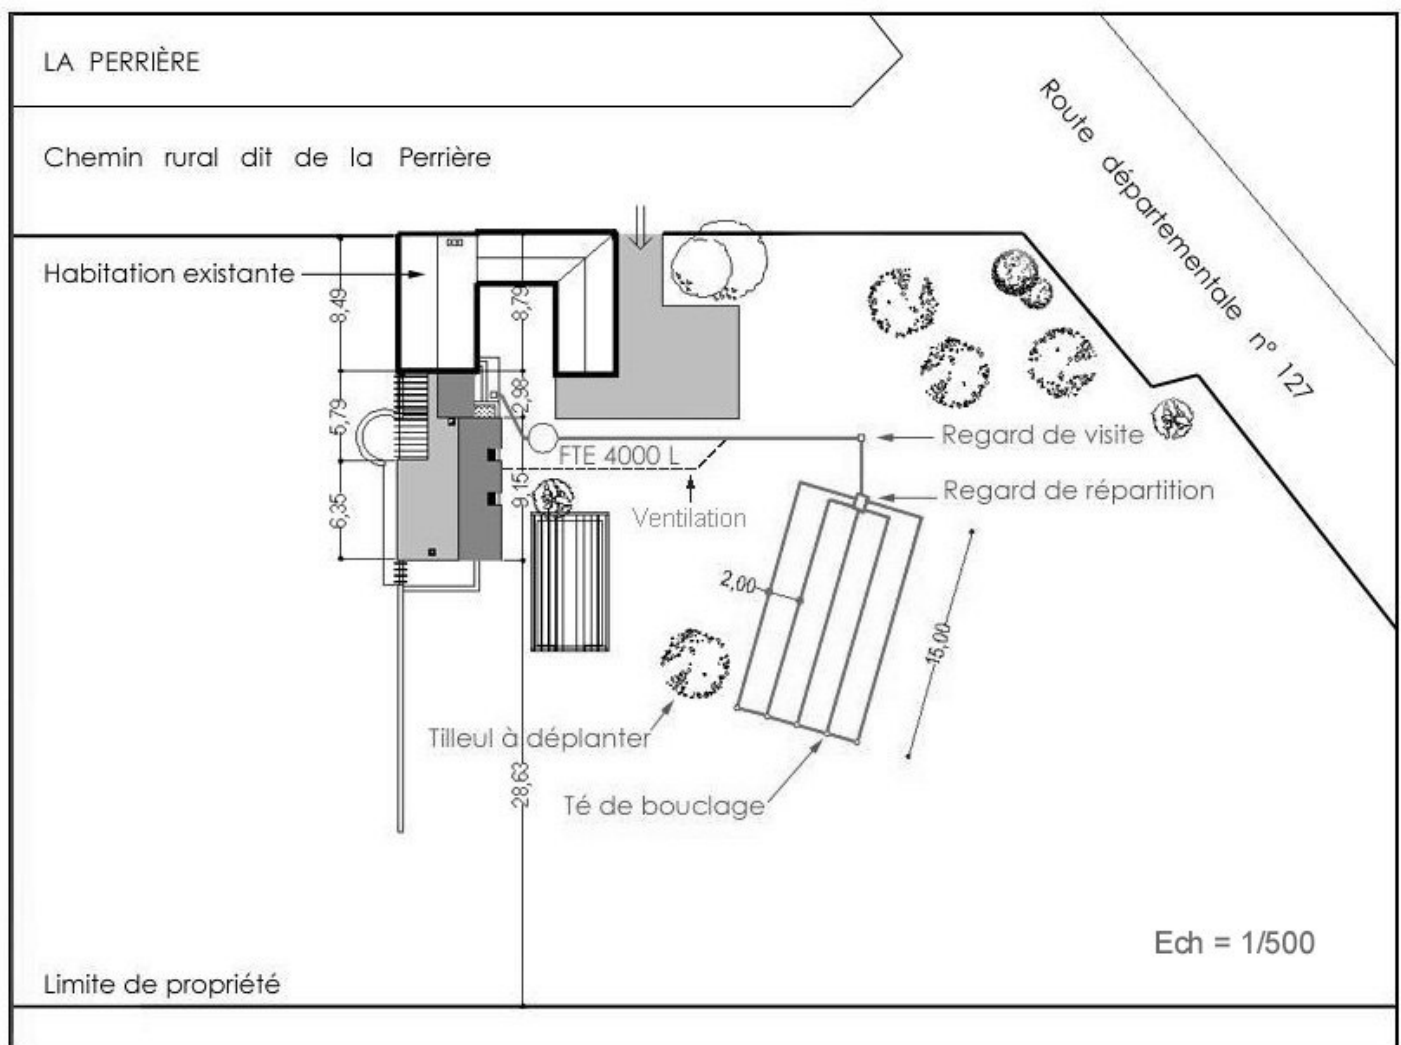 LA PERRIÈRE
Route départementale n° 127
Chemin rural dit de la Perrière
Habitation existante
8,49
8,79
5,79
2,98
Regard de visite
FTE 4000 L
9,15
6,35
Regard de répartition
Ventilation
2,00
15,00
Tilleul à déplanter
28,63
Té de bouclage
Ech = 1/500
Limite de propriété